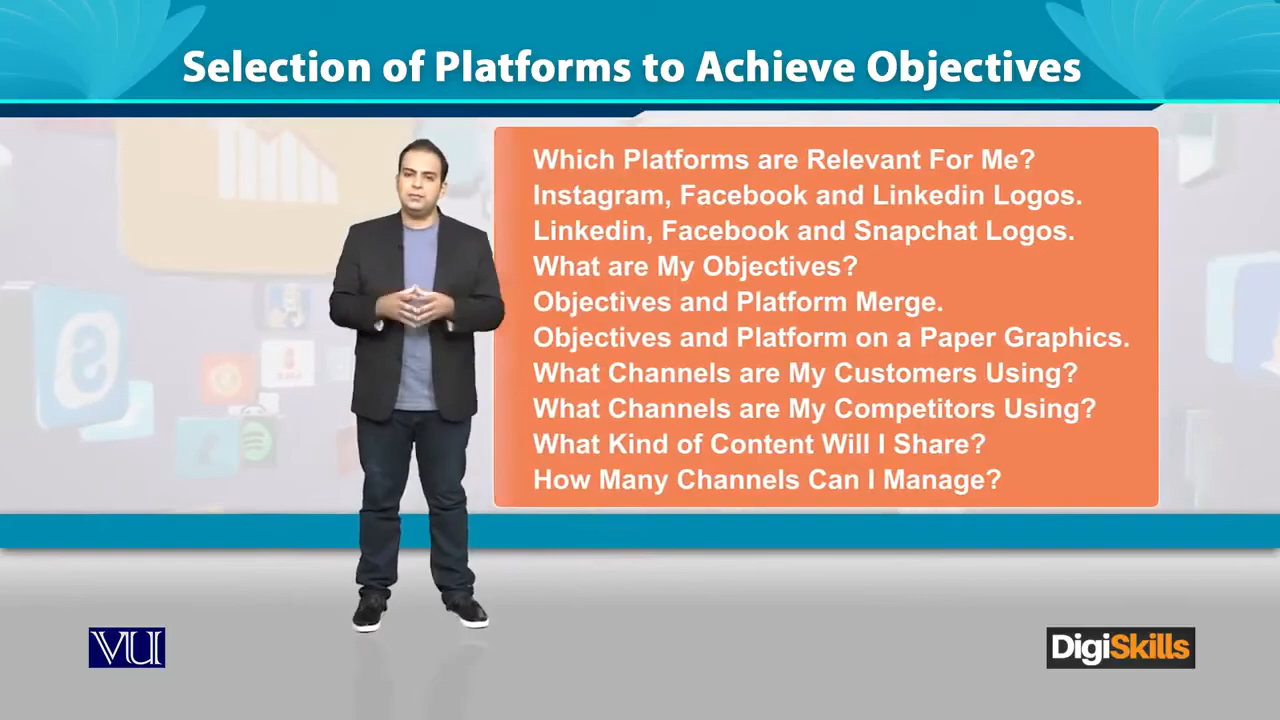 Selection of Platforms to Achieve Objectives
Which Platforms are Relevant For Me?
Instagram, Facebook and Linkedin Logos.
Linkedin, Facebook and Snapchat Logos.
What are My Objectives?
Objectives and Platform Merge.
Objectives and Platform on a Paper Graphics.
What Channels are My Customers Using?
What Channels are My Competitors Using?
What Kind of Content Will I Share?
How Many Channels Can I Manage?
VU
DigiSkills